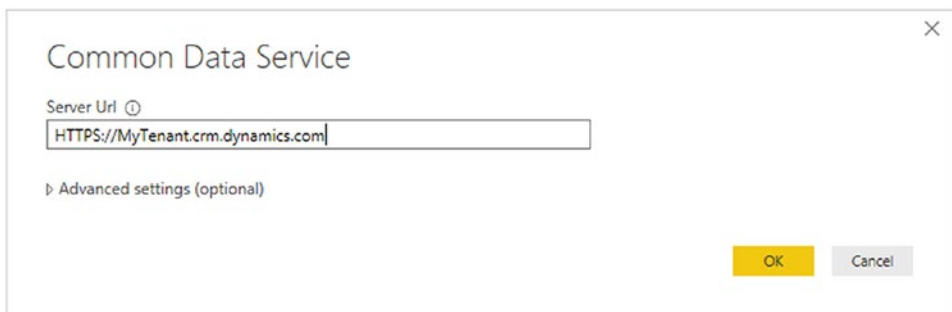 Common Data Service
Server Url
HTTPS://MyTenant.crm.dynamics.com
Advanced settings (optional)
OK Cancel